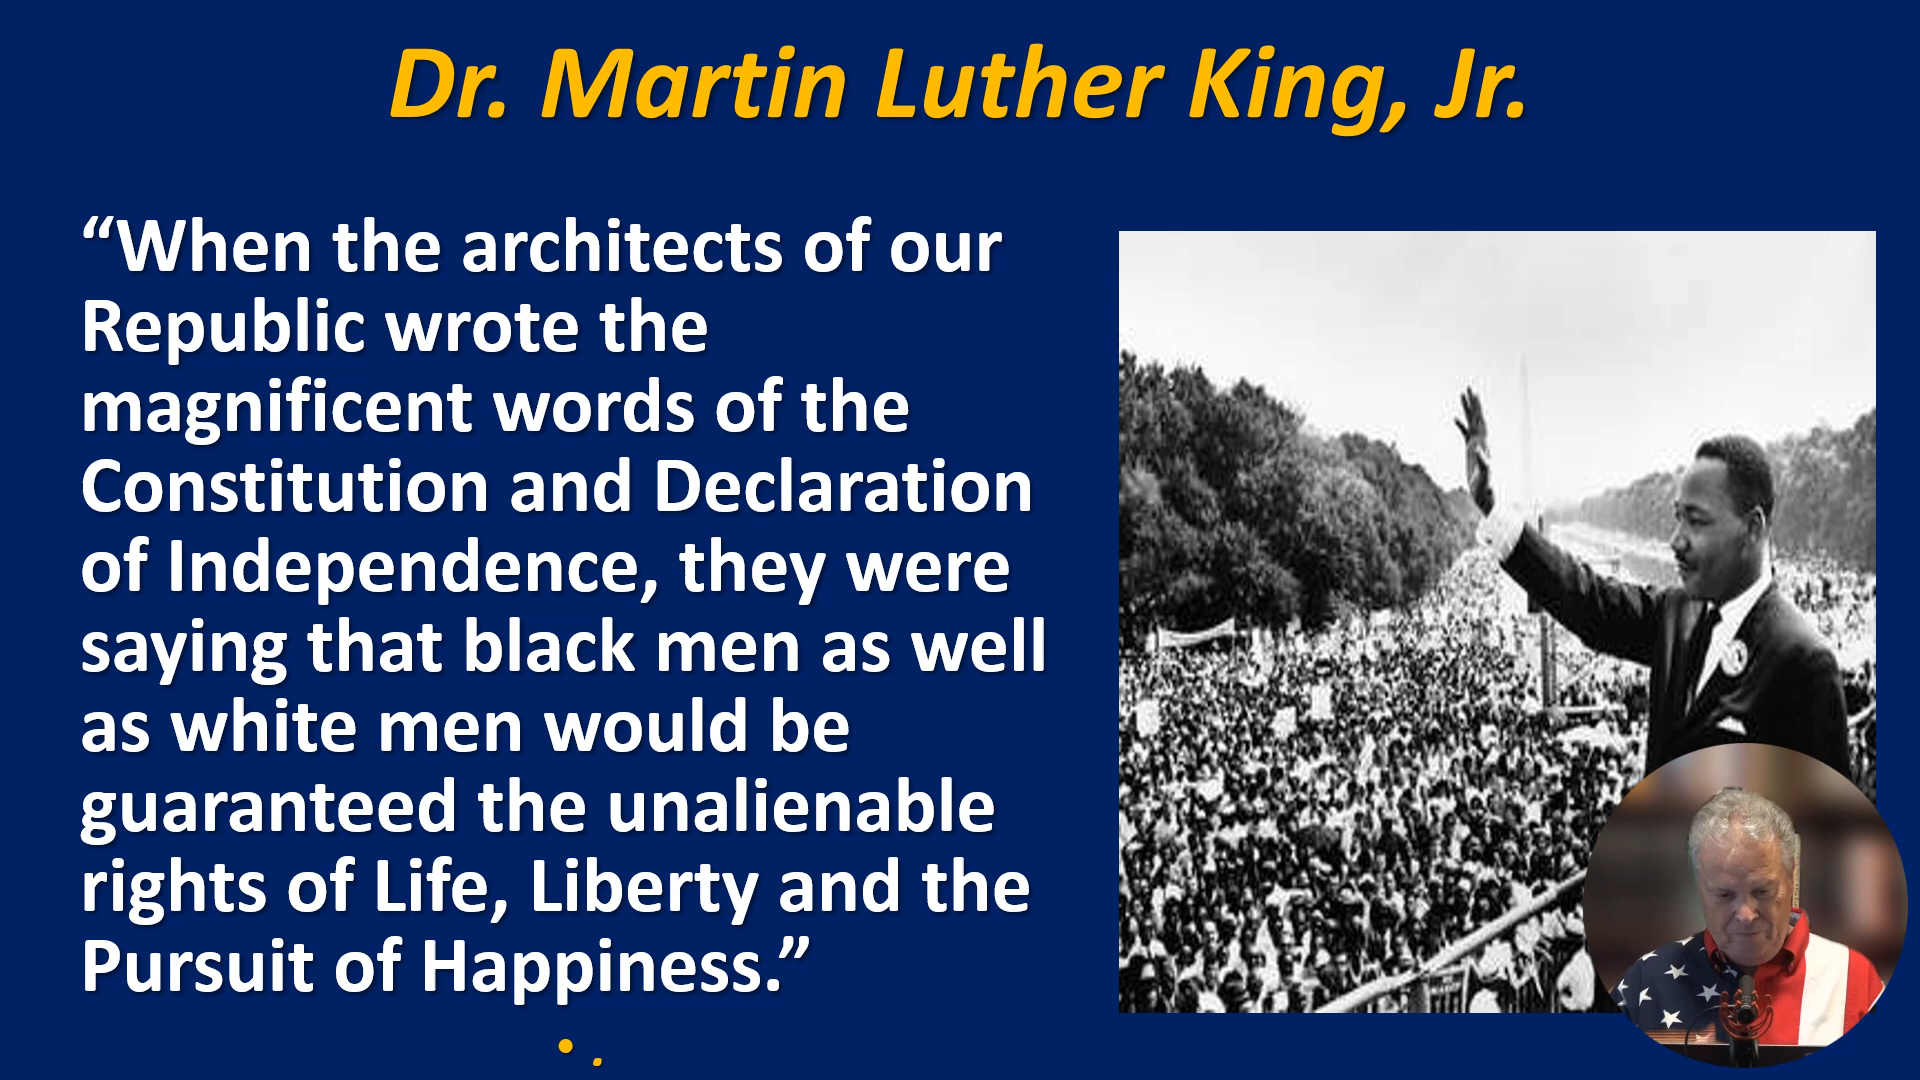 Dr. Martin Luther King, Jr.
“When the architects of our
Republic wrote the
magnificent words of the
Constitution and Declaration
of Independence, they were
saying that black men as well
as white men would be
guaranteed the unalienable
rights of Life, Liberty and the
Pursuit of Happiness.”
• .